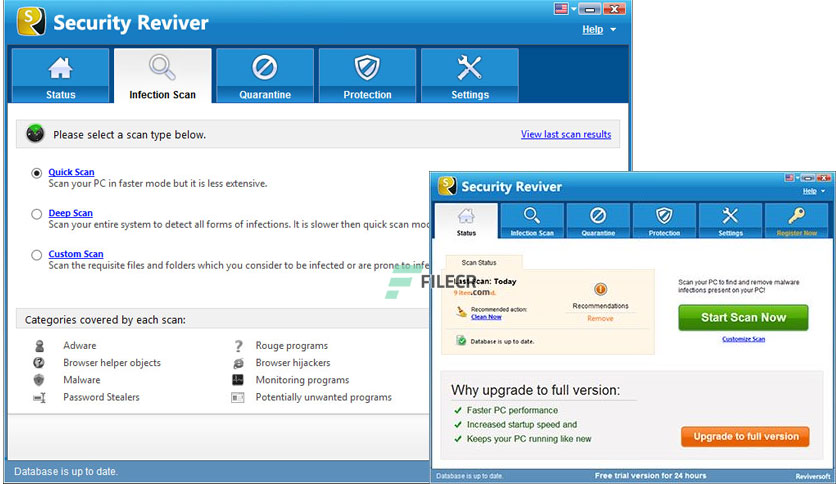 Security Reviver
Help
Status
Infection Scan
Quarantine
Protection
Settings
Please select a scan type below.
View last scan results
Quick Scan
Scan your PC in faster mode but it is less extensive.
Deep Scan
Scan your entire system to detect all forms of infections. It is slower then quick scan
Custom Scan
Scan the requisite files and folders which you consider to be infected or are prone to
Categories covered by each scan:
Adware
Rouge programs
Browser helper objects
Browser hijackers
Malware
Monitoring programs
Password Stealers
Potentially unwanted programs
Database is up to date.
FILECR
.com
Security Reviver
Help
Status
Infection Scan
Quarantine
Protection
Settings
Register Now
Scan Status
Last Scan: Today
Recommended action:
Clean Now
Recommendations
Remove
Database is up to date.
Scan your PC to find and remove malware
infections present on your PC!
Start Scan Now
Customize Scan
Why upgrade to full version:
Faster PC performance
Increased startup speed and
Keeps your PC running like new
Upgrade to full version
Database is up to date.
Free trial version for 24 hours
Reviversoft